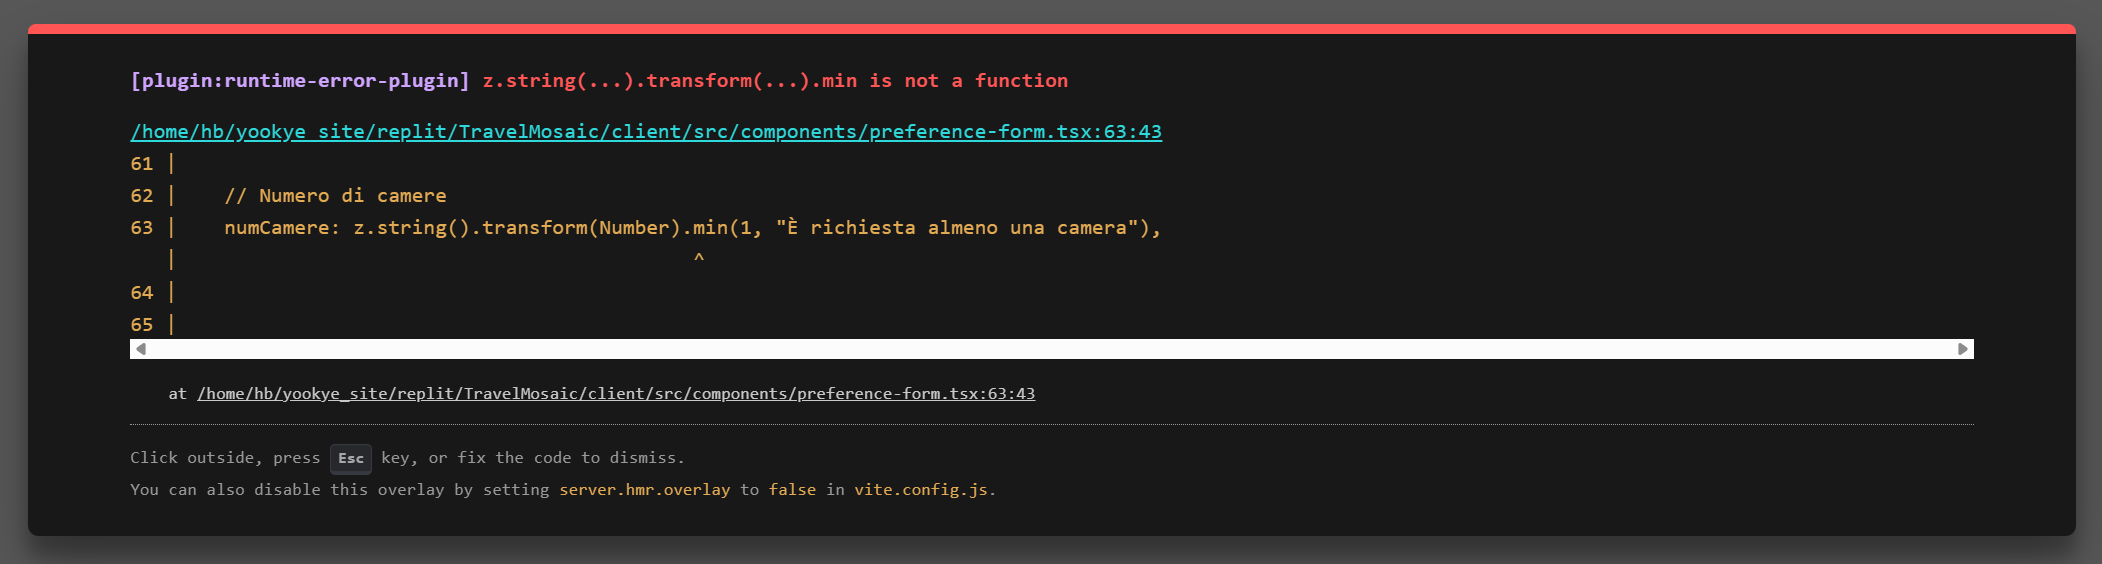 [plugin:runtime-error-plugin] z.string(...).transform(...).min is not a function
/home/hb/yookye_site/replit/TravelMosaic/client/src/components/preference-form.tsx:63:43
61 |
62 |    // Numero di camere
63 |    numCamere: z.string().transform(Number).min(1, "È richiesta almeno una camera"),
   |                                            ^
64 |
65 |
at /home/hb/yookye_site/replit/TravelMosaic/client/src/components/preference-form.tsx:63:43
Click outside, press Esc key, or fix the code to dismiss.
You can also disable this overlay by setting server.hmr.overlay to false in vite.config.js.